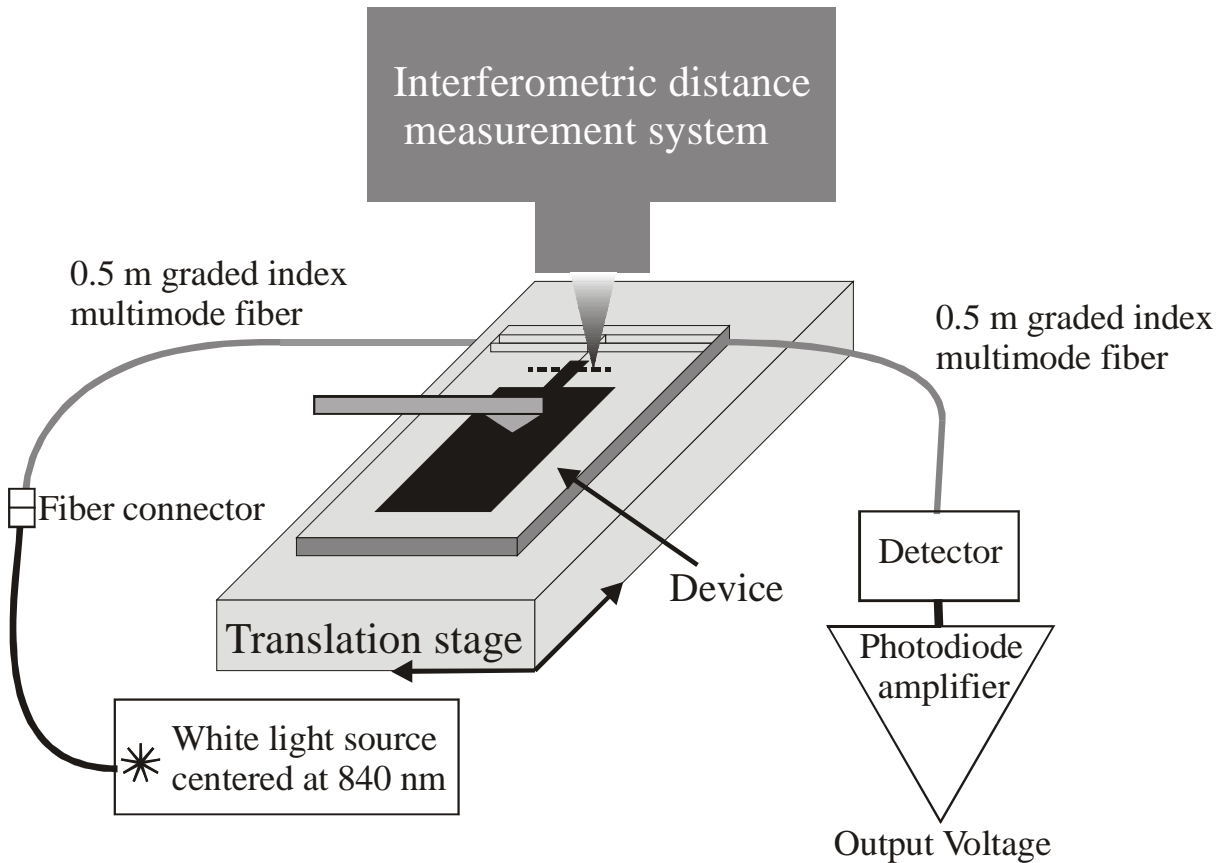 Interferometric distance
measurement system
0.5 m graded index
multimode fiber
0.5 m graded index
multimode fiber
Fiber connector
Detector
Device
Translation stage
Photodiode
amplifier
White light source
centered at 840 nm
Output Voltage